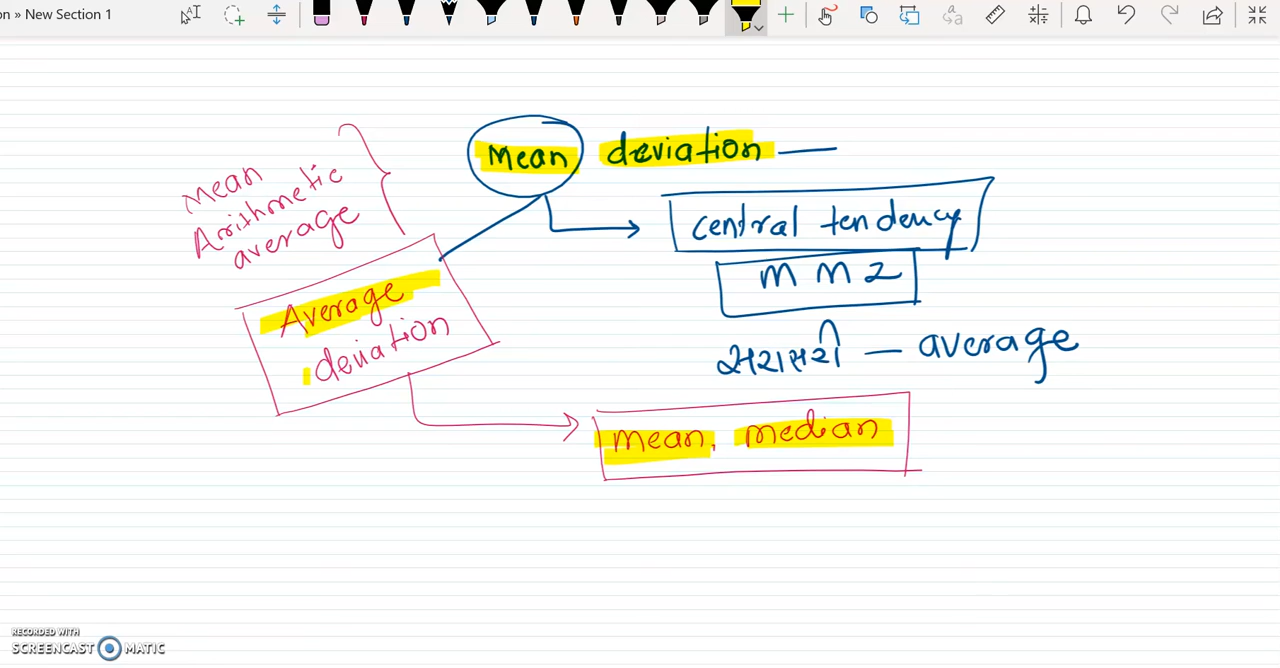 on » New Section 1
Mean deviation —
central tendency
M M Z
સરાસરી — average
Mean
Arithmetic
average
Average
deviation
mean, median
RECORDED WITH
SCREENCAST MATIC